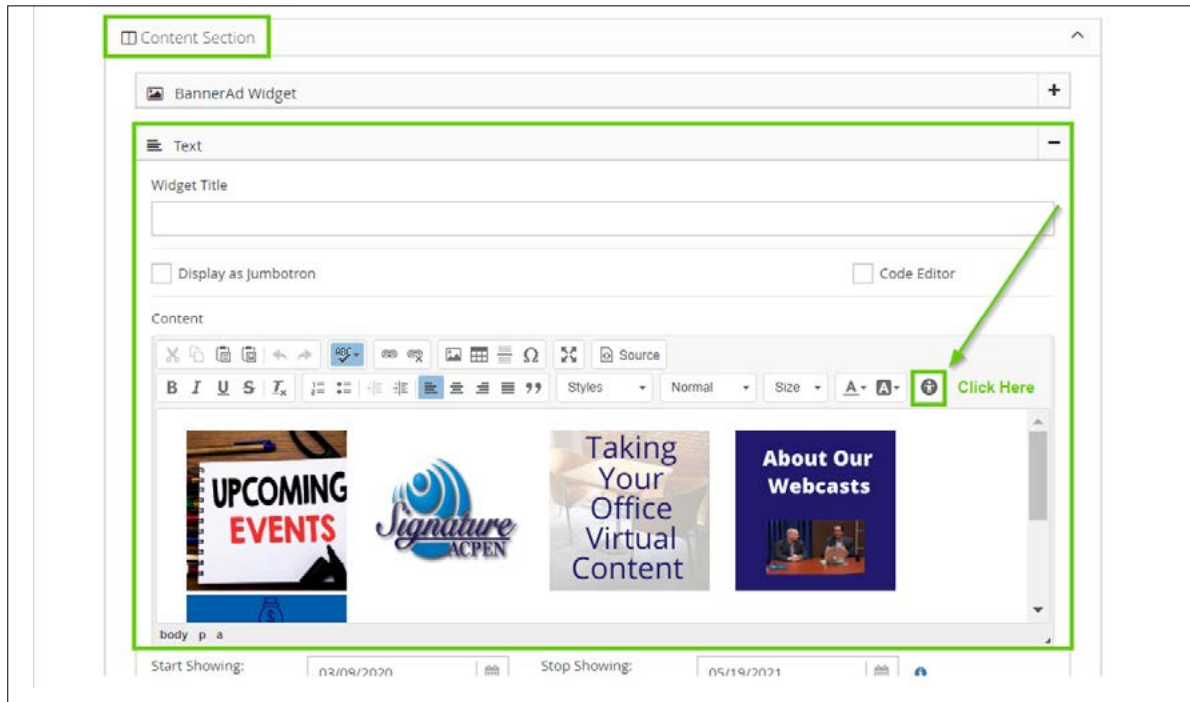 Content Section
BannerAd Widget
Text
Widget Title
Display as Jumbotron
Code Editor
Content
ABC
Ω
Source
B I U S Ix
Styles
Normal
Size
A
A
Click Here
UPCOMING
EVENTS
Signature
ACPEN
Taking
Your
Office
Virtual
Content
About Our
Webcasts
$
body p a
Start Showing:
03/09/2020
Stop Showing:
05/19/2021